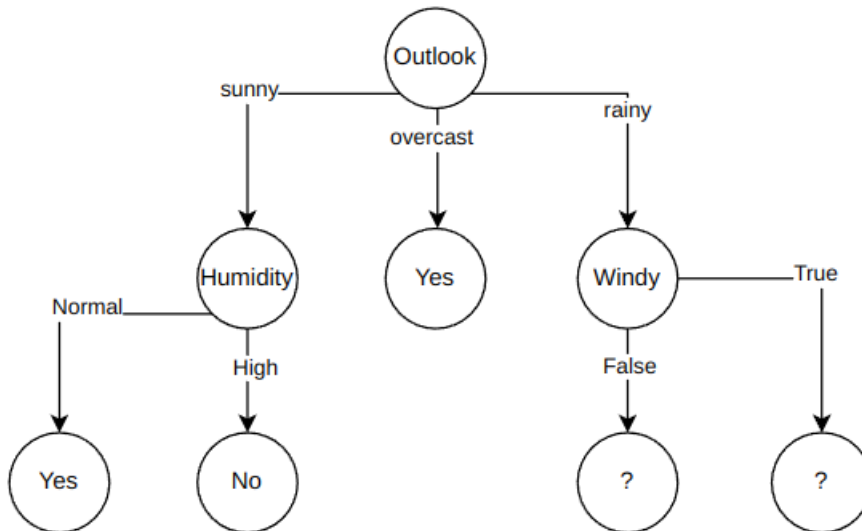 Outlook
sunny
overcast
rainy
Humidity
Yes
Windy
True
Normal
High
False
Yes
No
?
?